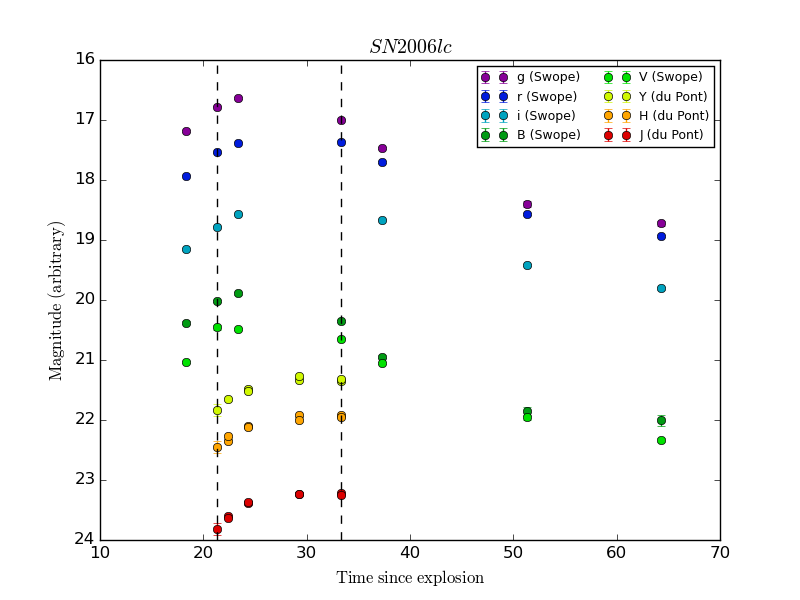 SN2006lc
16
17
18
19
20
21
22
23
24
Magnitude (arbitrary)
g (Swope)
r (Swope)
i (Swope)
B (Swope)
V (Swope)
Y (du Pont)
H (du Pont)
J (du Pont)
10 20 30 40 50 60 70
Time since explosion